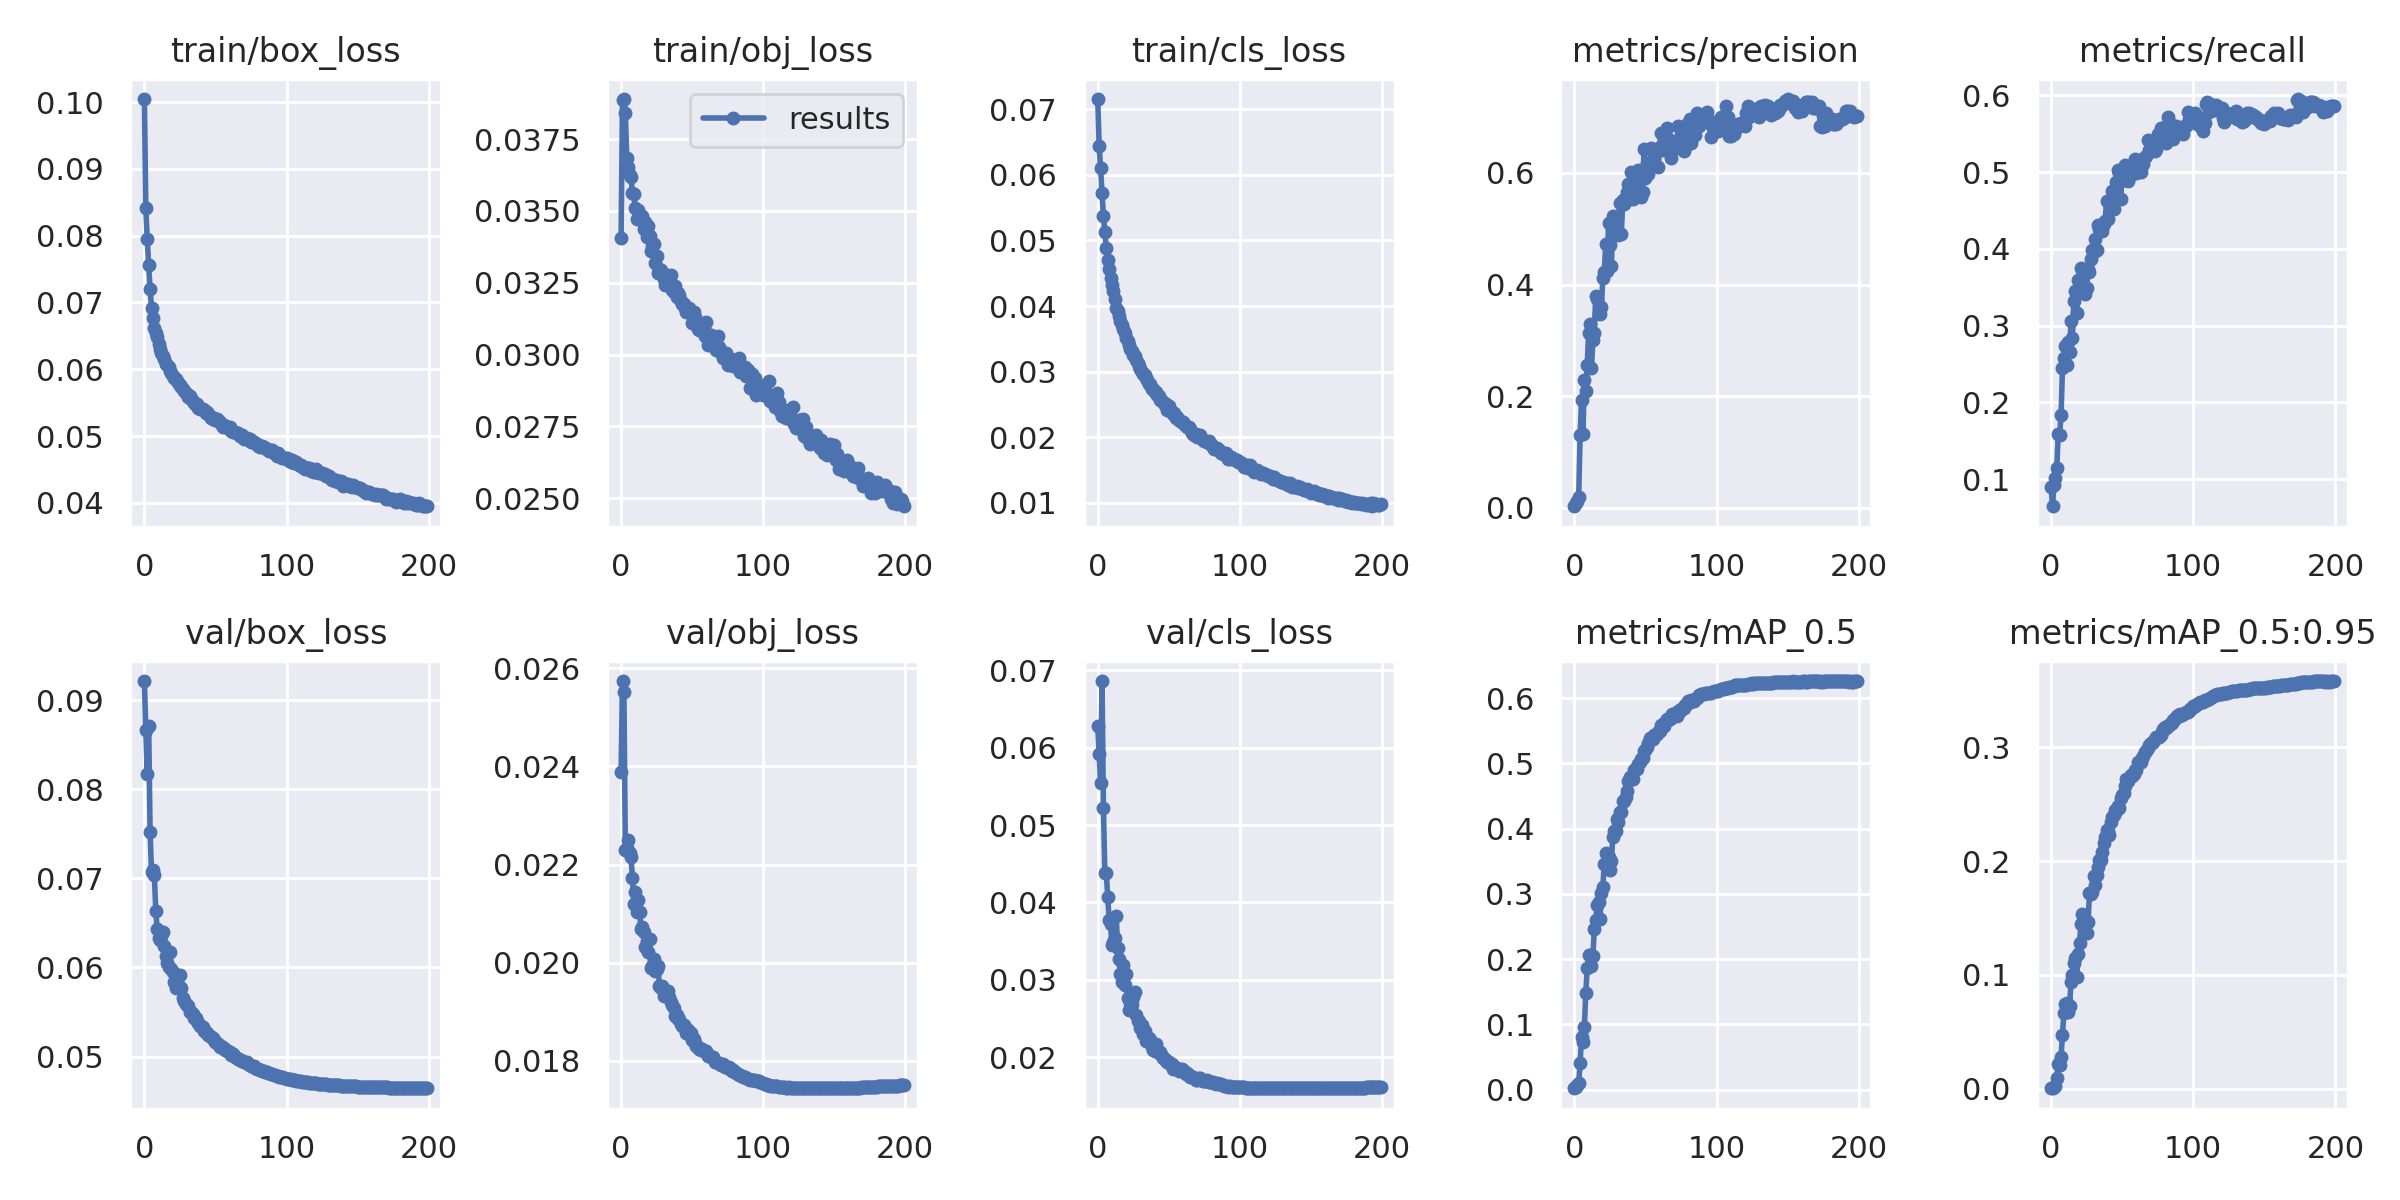 train/box_loss
0.10
0.09
0.08
0.07
0.06
0.05
0.04
0 100 200
train/obj_loss
results
0.0375
0.0350
0.0325
0.0300
0.0275
0.0250
0 100 200
train/cls_loss
0.07
0.06
0.05
0.04
0.03
0.02
0.01
0 100 200
metrics/precision
0.6
0.4
0.2
0.0
0 100 200
metrics/recall
0.6
0.5
0.4
0.3
0.2
0.1
0 100 200
val/box_loss
0.09
0.08
0.07
0.06
0.05
0 100 200
val/obj_loss
0.026
0.024
0.022
0.020
0.018
0 100 200
val/cls_loss
0.07
0.06
0.05
0.04
0.03
0.02
0 100 200
metrics/mAP_0.5
0.6
0.5
0.4
0.3
0.2
0.1
0.0
0 100 200
metrics/mAP_0.5:0.95
0.3
0.2
0.1
0.0
0 100 200